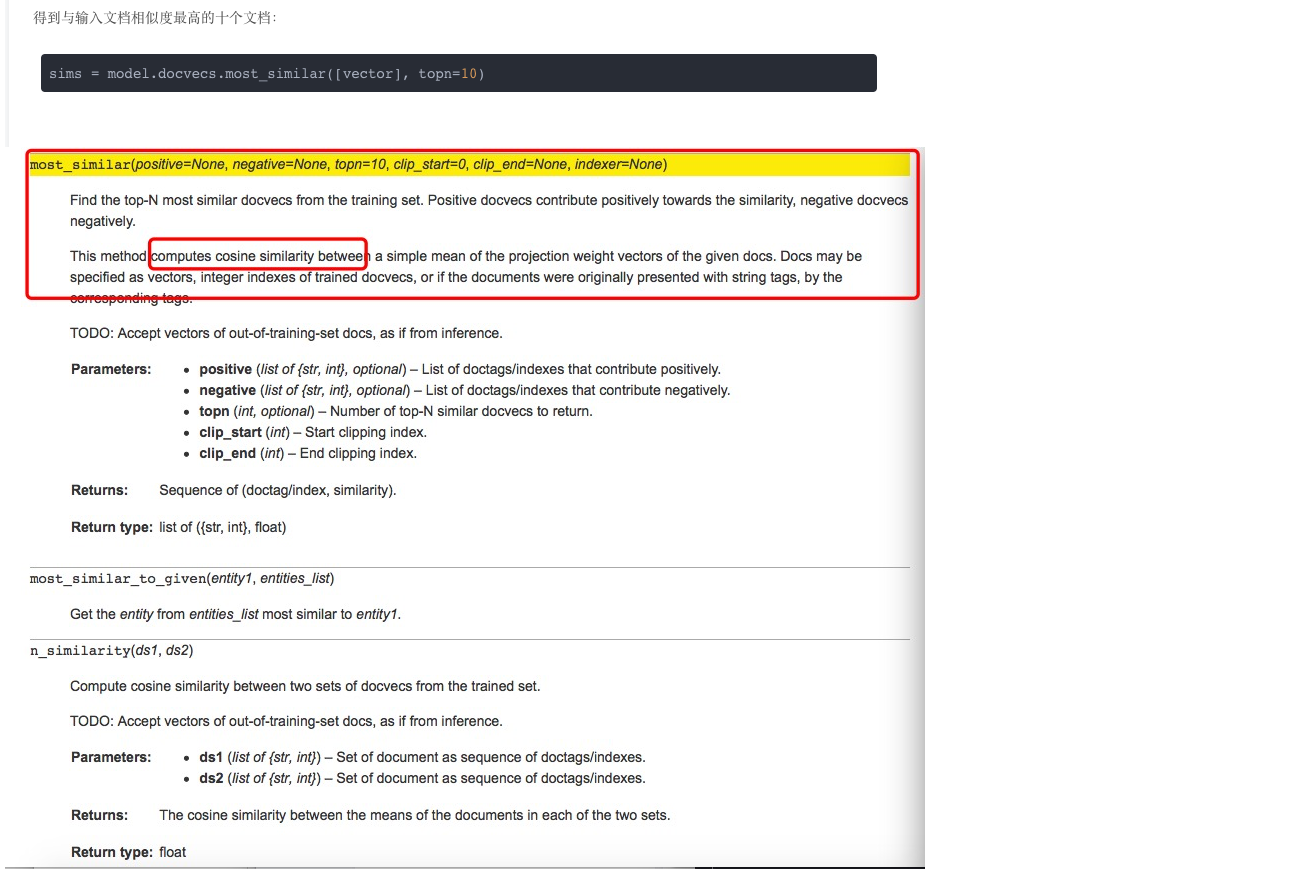 得到与输入文档相似度最高的十个文档：
sims = model.docvecs.most_similar([vector], topn=10)
most_similar(positive=None, negative=None, topn=10, clip_start=0, clip_end=None, indexer=None)
Find the top-N most similar docvecs from the training set. Positive docvecs contribute positively towards the similarity, negative docvecs
negatively.
This method computes cosine similarity between a simple mean of the projection weight vectors of the given docs. Docs may be
specified as vectors, integer indexes of trained docvecs, or if the documents were originally presented with string tags, by the
corresponding tags.
TODO: Accept vectors of out-of-training-set docs, as if from inference.
Parameters: • positive (list of {str, int}, optional) – List of doctags/indexes that contribute positively.
• negative (list of {str, int}, optional) – List of doctags/indexes that contribute negatively.
• topn (int, optional) – Number of top-N similar docvecs to return.
• clip_start (int) – Start clipping index.
• clip_end (int) – End clipping index.
Returns: Sequence of (doctag/index, similarity).
Return type: list of ({str, int}, float)
most_similar_to_given(entity1, entities_list)
Get the entity from entities_list most similar to entity1.
n_similarity(ds1, ds2)
Compute cosine similarity between two sets of docvecs from the trained set.
TODO: Accept vectors of out-of-training-set docs, as if from inference.
Parameters: • ds1 (list of {str, int}) – Set of document as sequence of doctags/indexes.
• ds2 (list of {str, int}) – Set of document as sequence of doctags/indexes.
Returns: The cosine similarity between the means of the documents in each of the two sets.
Return type: float